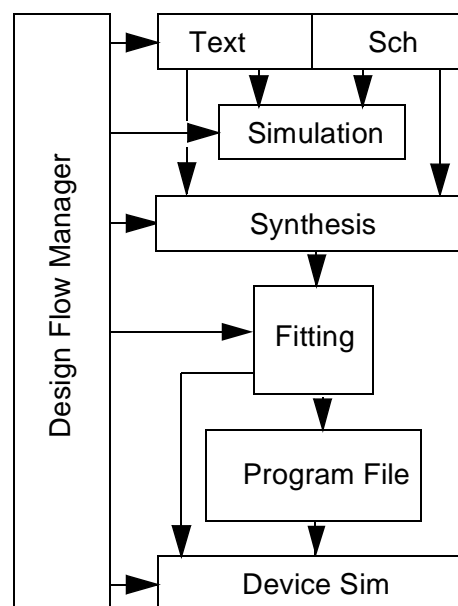 Text Sch
Simulation
Synthesis
Design Flow Manager
Fitting
Program File
Device Sim